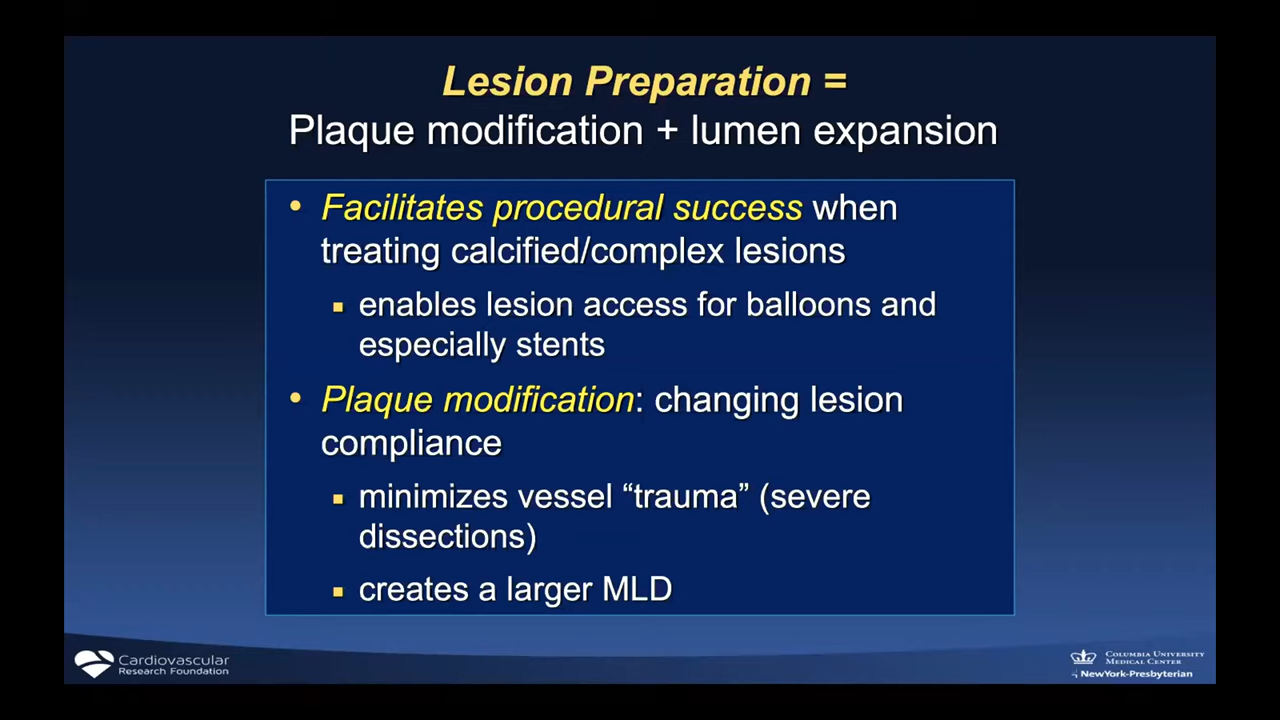 Lesion Preparation =
Plaque modification + lumen expansion
• Facilitates procedural success when
treating calcified/complex lesions
▪ enables lesion access for balloons and
especially stents
• Plaque modification: changing lesion
compliance
▪ minimizes vessel “trauma” (severe
dissections)
▪ creates a larger MLD
Cardiovascular
Research Foundation
COLUMBIA UNIVERSITY
MEDICAL CENTER
NewYork-Presbyterian